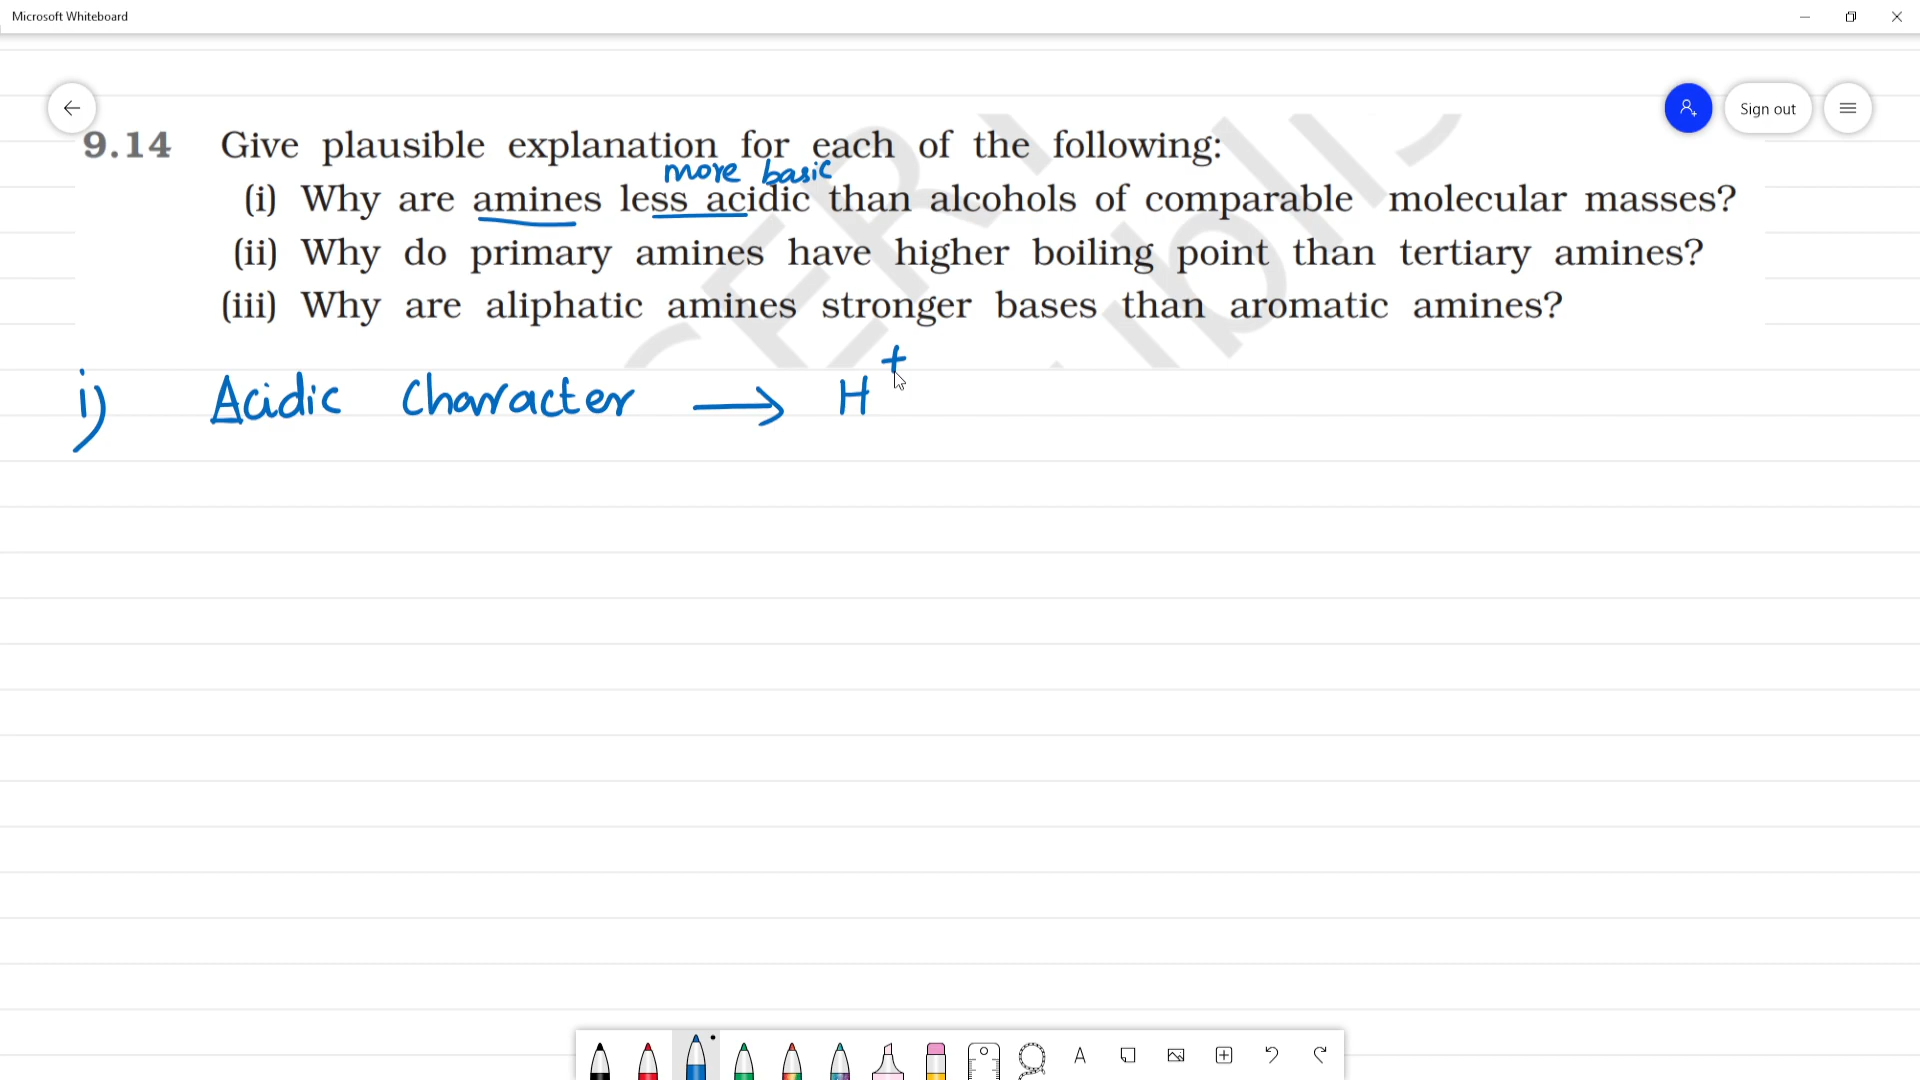 Microsoft Whiteboard
Sign out
9.14 Give plausible explanation for each of the following:
more basic
(i) Why are amines less acidic than alcohols of comparable molecular masses?
(ii) Why do primary amines have higher boiling point than tertiary amines?
(iii) Why are aliphatic amines stronger bases than aromatic amines?
i) Acidic Character → H+
A